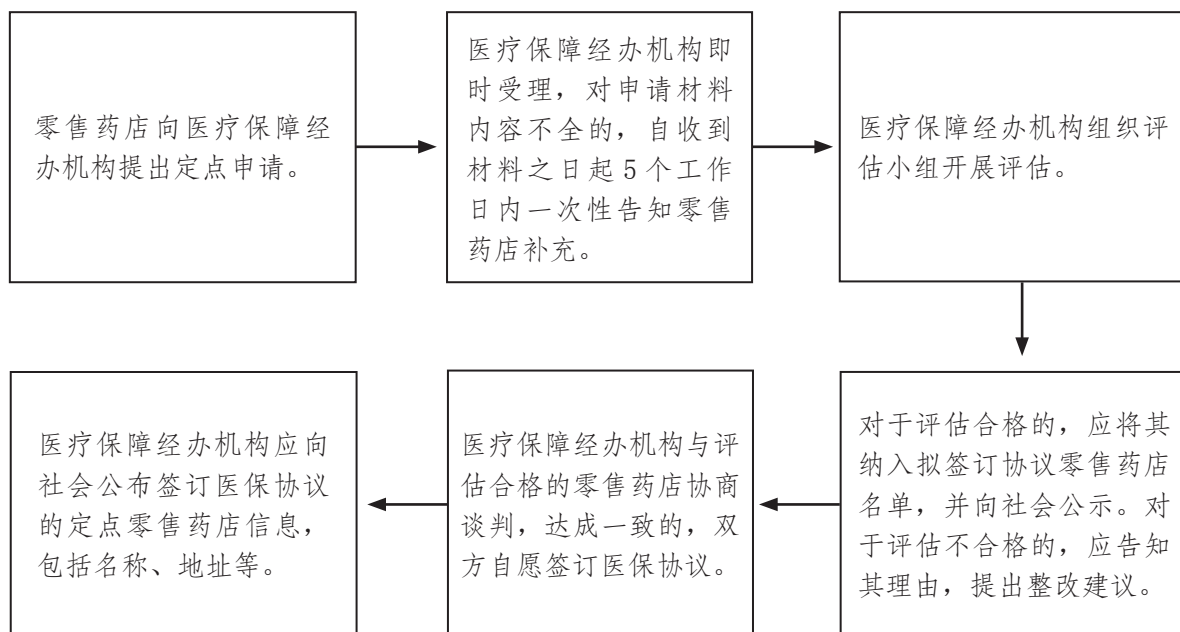 零售药店向医疗保障经
办机构提出定点申请。
医疗保障经办机构即
时受理，对申请材料
内容不全的，自收到
材料之日起 5 个工作
日内一次性告知零售
药店补充。
医疗保障经办机构组织评
估小组开展评估。
对于评估合格的，应将其
纳入拟签订协议零售药店
名单，并向社会公示。对
于评估不合格的，应告知
其理由，提出整改建议。
医疗保障经办机构与评
估合格的零售药店协商
谈判，达成一致的，双
方自愿签订医保协议。
医疗保障经办机构应向
社会公布签订医保协议
的定点零售药店信息，
包括名称、地址等。